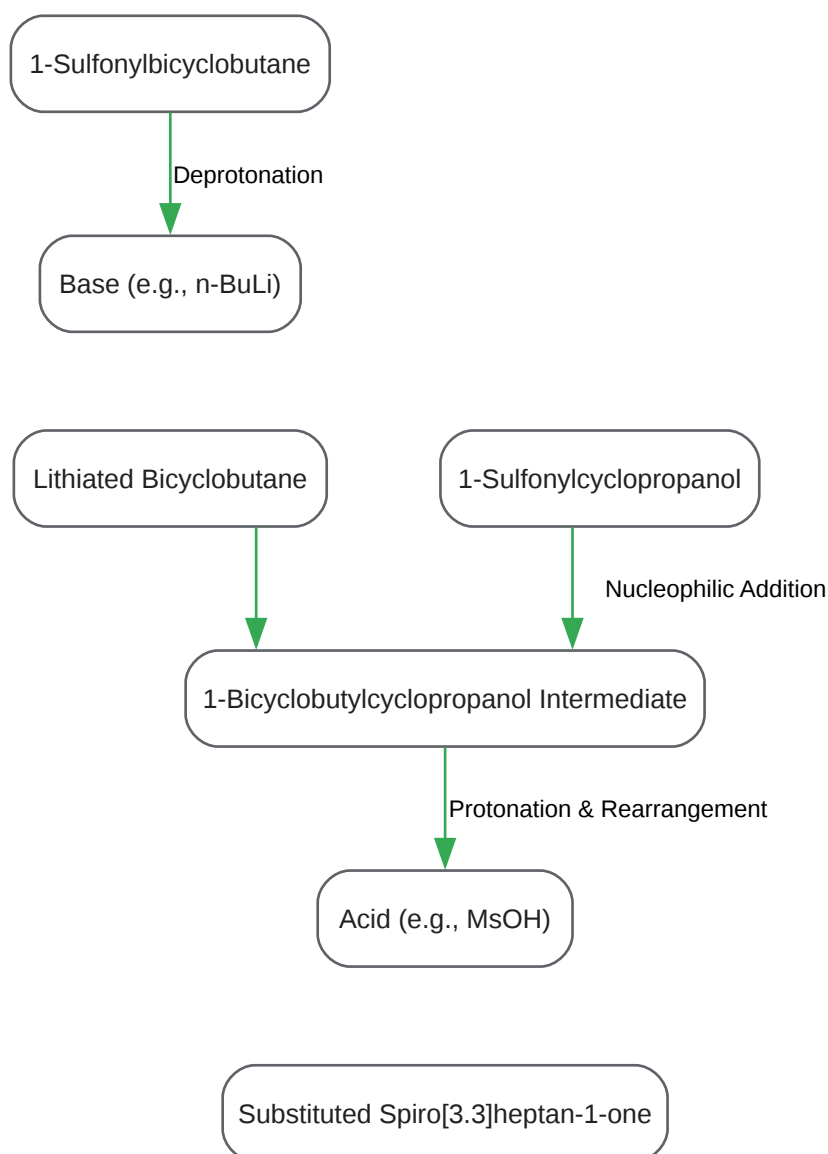 1-Sulfonylbicyclobutane
Deprotonation
Base (e.g., n-BuLi)
Lithiated Bicyclobutane
1-Sulfonylcyclopropanol
Nucleophilic Addition
1-Bicyclobutylcyclopropanol Intermediate
Protonation & Rearrangement
Acid (e.g., MsOH)
Substituted Spiro[3.3]heptan-1-one